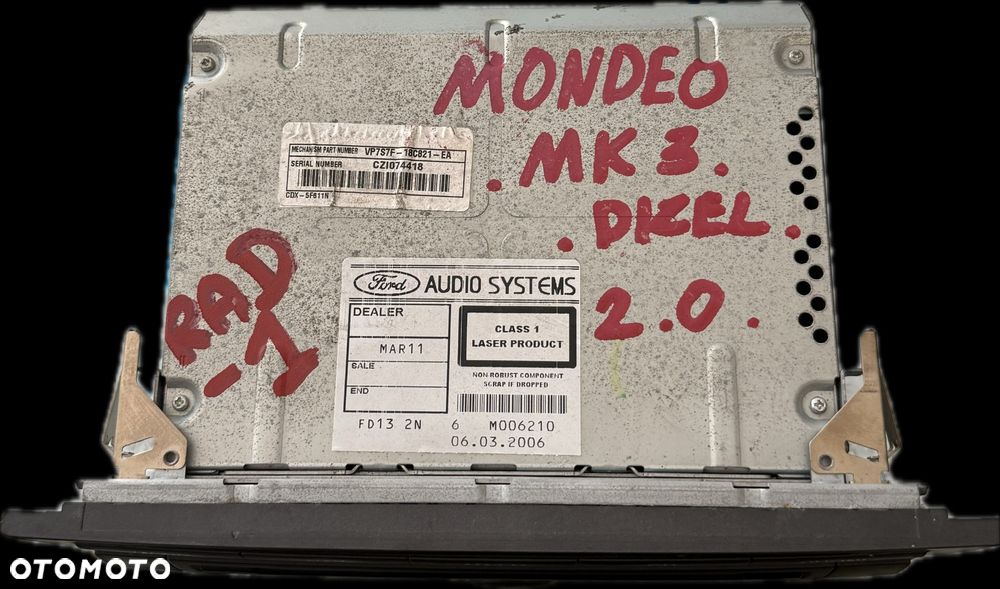 MONDEO
.MK3.
.DIZEL.
2.0.
RAD
-1
MECHANISM PART NUMBER VP7S7F-18C821-EA
SERIAL NUMBER CZI074418
CDX-5F611N
Ford AUDIO SYSTEMS
DEALER
MAR11
SALE
END
CLASS 1
LASER PRODUCT
NON ROBUST COMPONENT
SCRAP IF DROPPED
FD13 2N 6 M006210
06.03.2006
OTOMOTO